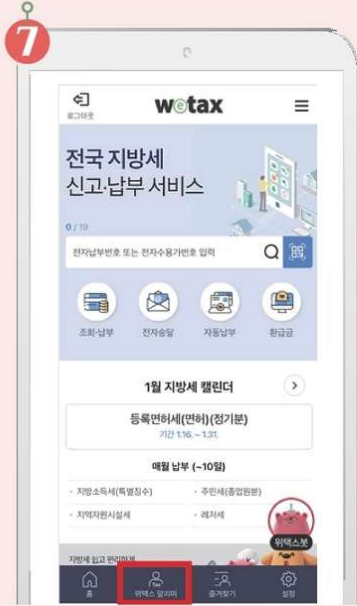 7
로그아웃
wetax
전국 지방세
신고·납부 서비스
0 / 19
전자납부번호 또는 전자수용가번호 입력
조회·납부
전자송달
자동납부
환급금
1월 지방세 캘린더
등록면허세(면허)(정기분)
기간 1.16. ~ 1.31.
매월 납부 (~10일)
· 지방소득세(특별징수)
· 주민세(종업원분)
· 지역자원시설세
· 레저세
위택스봇
지방세 쉽고 편리하게
홈
위택스 알리미
즐겨찾기
설정